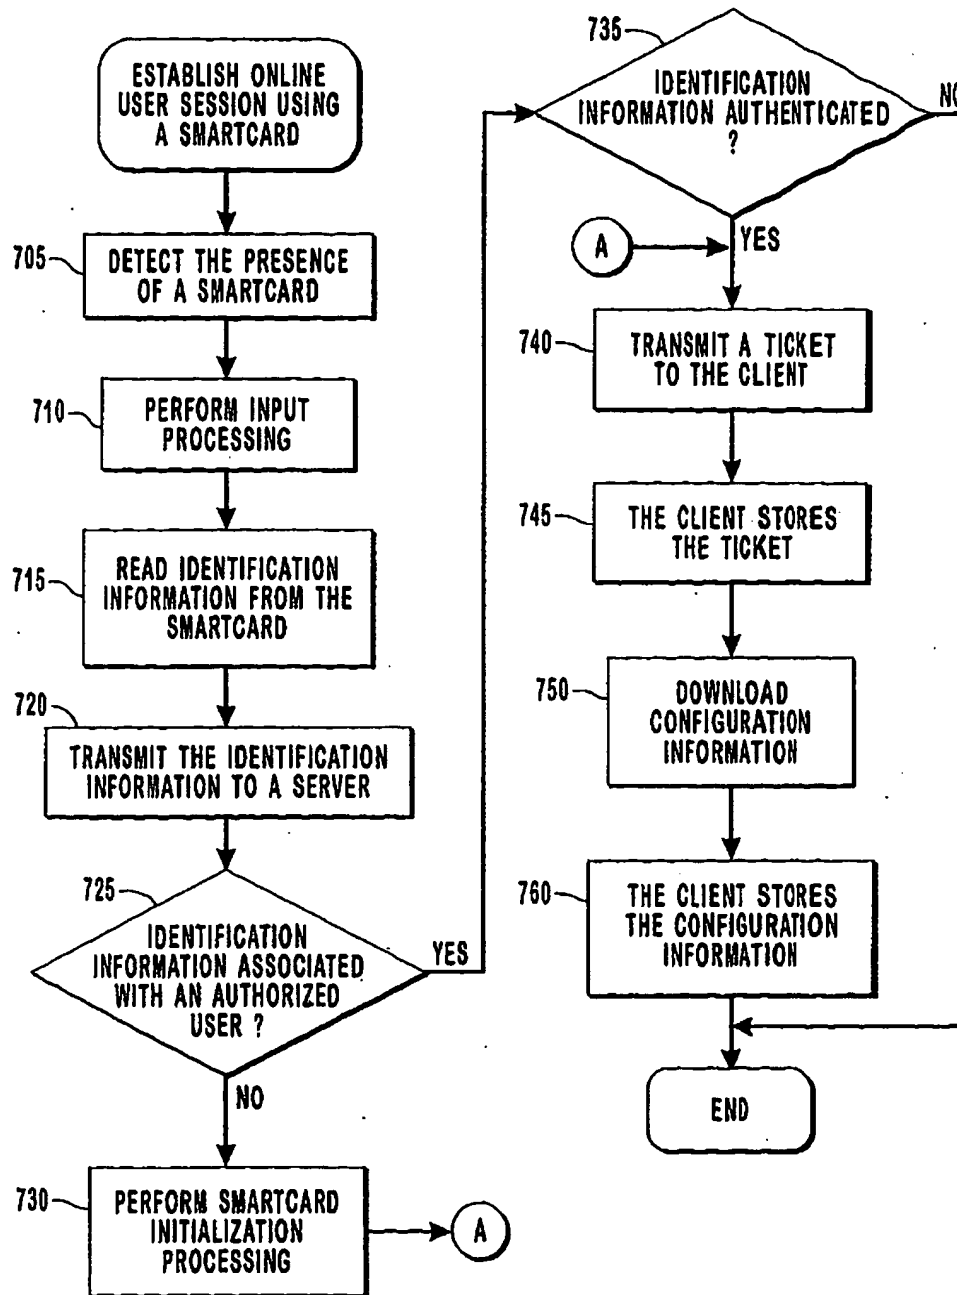 ESTABLISH ONLINE
USER SESSION USING
A SMARTCARD
705
DETECT THE PRESENCE
OF A SMARTCARD
710
PERFORM INPUT
PROCESSING
715
READ IDENTIFICATION
INFORMATION FROM THE
SMARTCARD
720
TRANSMIT THE IDENTIFICATION
INFORMATION TO A SERVER
725
IDENTIFICATION
INFORMATION ASSOCIATED
WITH AN AUTHORIZED
USER ?
YES
NO
730
PERFORM SMARTCARD
INITIALIZATION
PROCESSING
A
735
IDENTIFICATION
INFORMATION AUTHENTICATED
?
NO
A
YES
740
TRANSMIT A TICKET
TO THE CLIENT
745
THE CLIENT STORES
THE TICKET
750
DOWNLOAD
CONFIGURATION
INFORMATION
760
THE CLIENT STORES
THE CONFIGURATION
INFORMATION
END